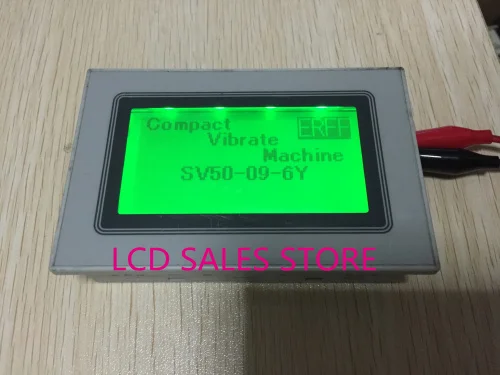 Compact
ERFF
Vibrate
Machine
SV50-09-6Y
LCD SALES STORE